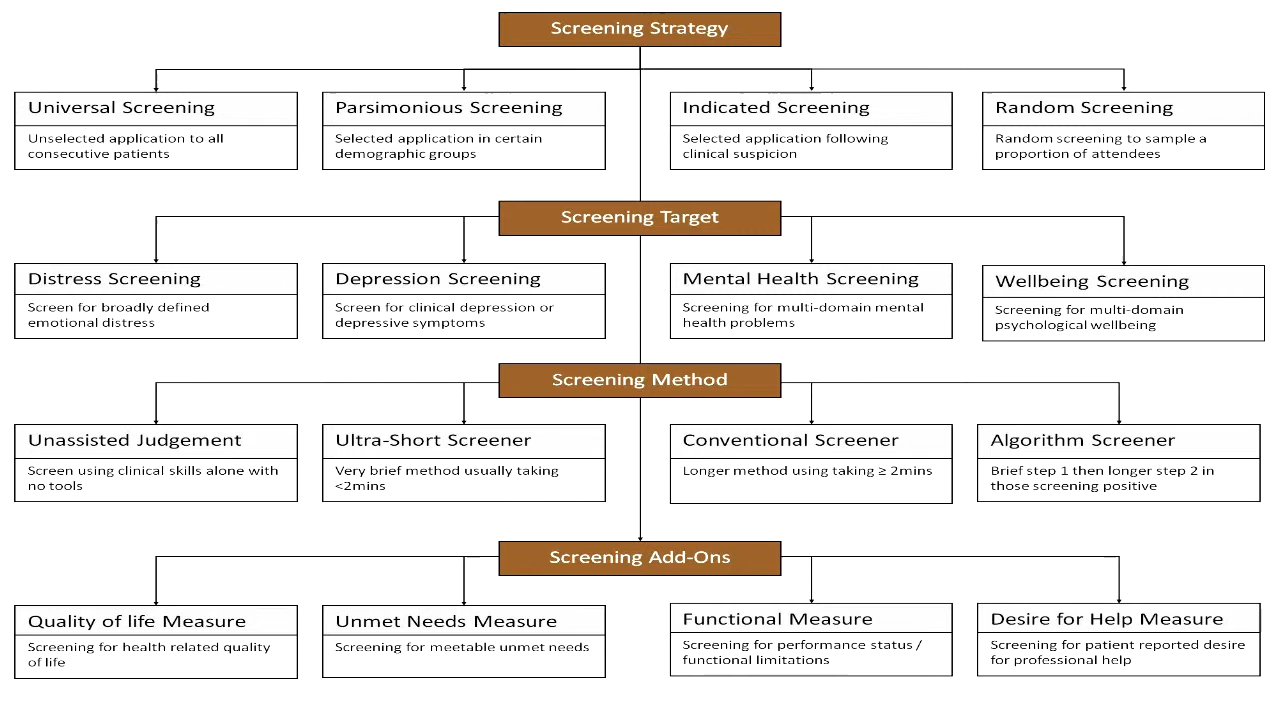 Screening Strategy
Universal Screening
Unselected application to all
consecutive patients
Parsimonious Screening
Selected application in certain
demographic groups
Indicated Screening
Selected application following
clinical suspicion
Random Screening
Random screening to sample a
proportion of attendees
Screening Target
Distress Screening
Screen for broadly defined
emotional distress
Depression Screening
Screen for clinical depression or
depressive symptoms
Mental Health Screening
Screening for multi-domain mental
health problems
Wellbeing Screening
Screening for multi-domain
psychological wellbeing
Screening Method
Unassisted Judgement
Screen using clinical skills alone with
no tools
Ultra-Short Screener
Very brief method usually taking
<2mins
Conventional Screener
Longer method using taking ≥ 2mins
Algorithm Screener
Brief step 1 then longer step 2 in
those screening positive
Screening Add-Ons
Quality of life Measure
Screening for health related quality
of life
Unmet Needs Measure
Screening for meetable unmet needs
Functional Measure
Screening for performance status /
functional limitations
Desire for Help Measure
Screening for patient reported desire
for professional help